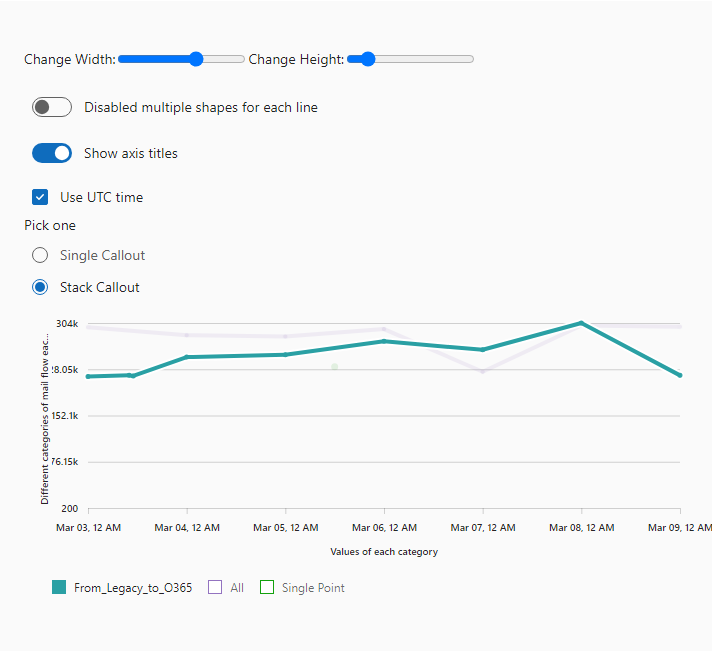 Change Width: Change Height:
Disabled multiple shapes for each line
Show axis titles
Use UTC time
Pick one
Single Callout
Stack Callout
304k
28.05k
152.1k
76.15k
200
Different categories of mail flow eac...
Mar 03, 12 AM Mar 04, 12 AM Mar 05, 12 AM Mar 06, 12 AM Mar 07, 12 AM Mar 08, 12 AM Mar 09, 12 AM
Values of each category
From_Legacy_to_O365 All Single Point